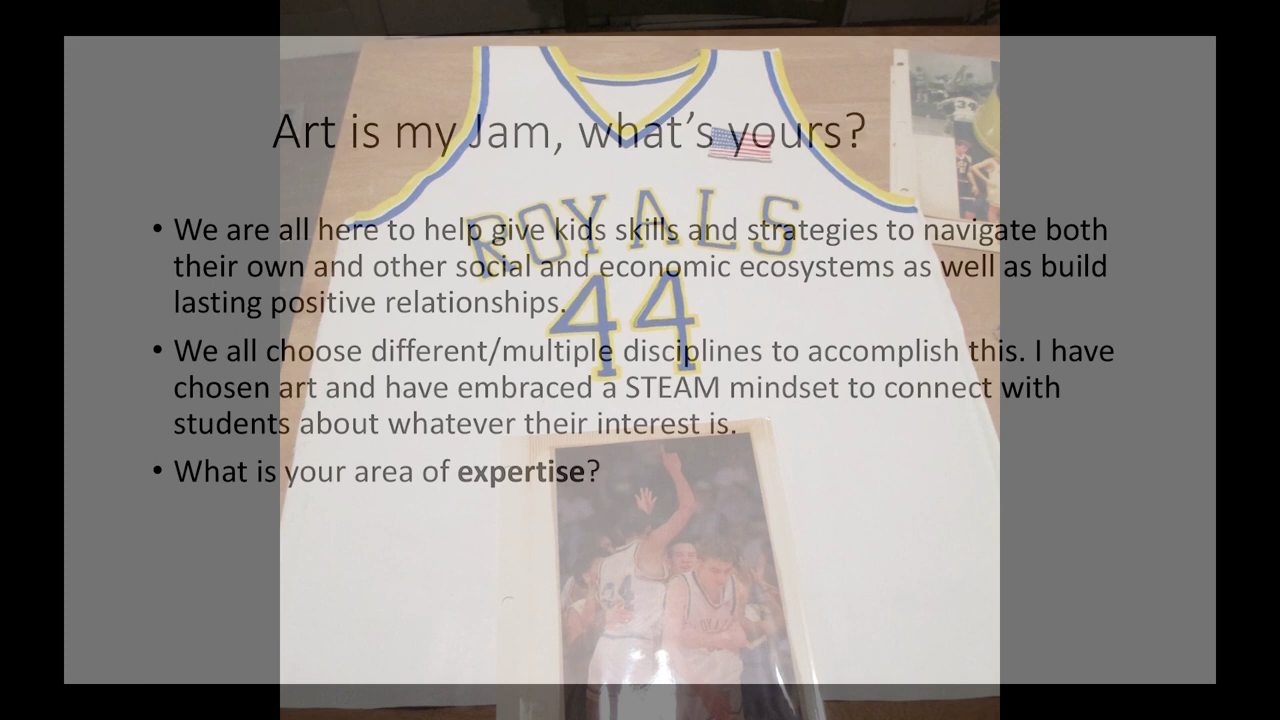 Art is my Jam, what's yours?
• We are all here to help give kids skills and strategies to navigate both
their own and other social and economic ecosystems as well as build
lasting positive relationships.
• We all choose different/multiple disciplines to accomplish this. I have
chosen art and have embraced a STEAM mindset to connect with
students about whatever their interest is.
• What is your area of expertise?
ROYALS
44
34